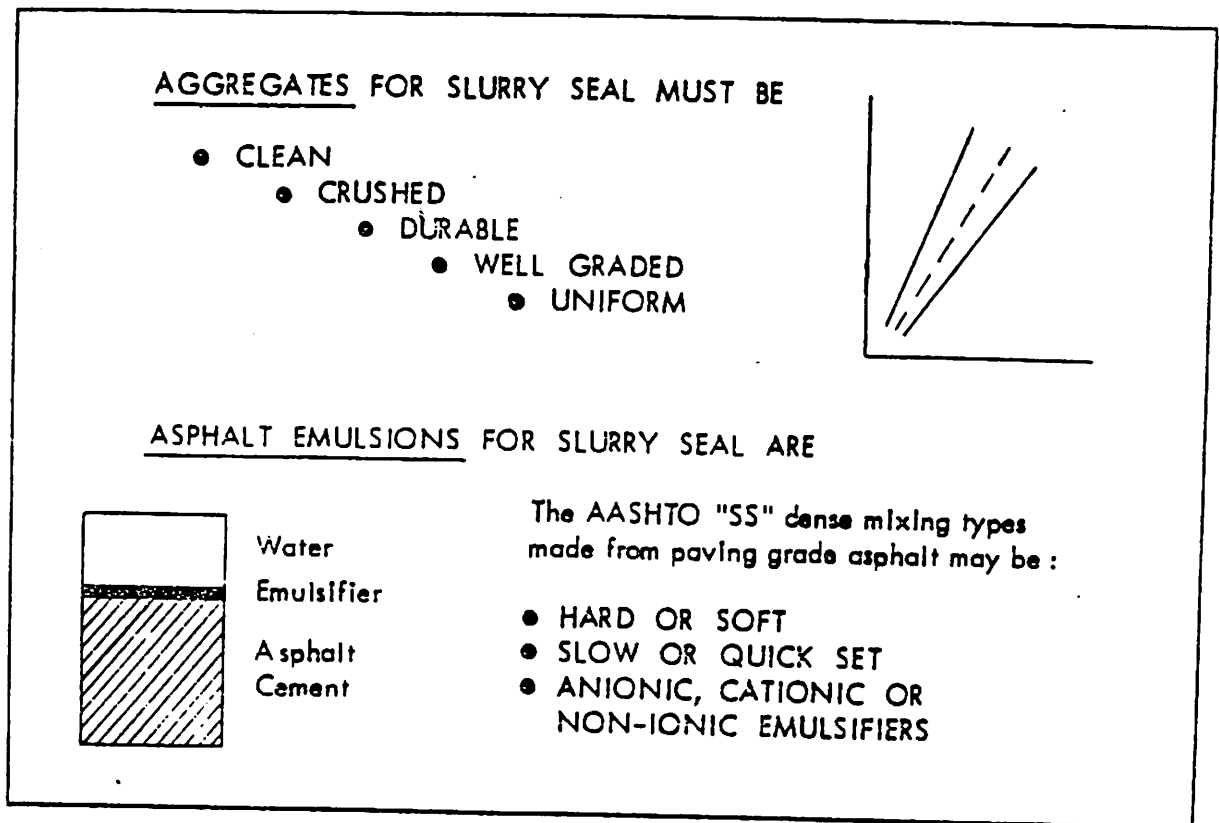 AGGREGATES FOR SLURRY SEAL MUST BE
● CLEAN
● CRUSHED
● DURABLE
● WELL GRADED
● UNIFORM
ASPHALT EMULSIONS FOR SLURRY SEAL ARE
Water
Emulsifier
Asphalt
Cement
The AASHTO "SS" dense mixing types
made from paving grade asphalt may be :
● HARD OR SOFT
● SLOW OR QUICK SET
● ANIONIC, CATIONIC OR
NON-IONIC EMULSIFIERS